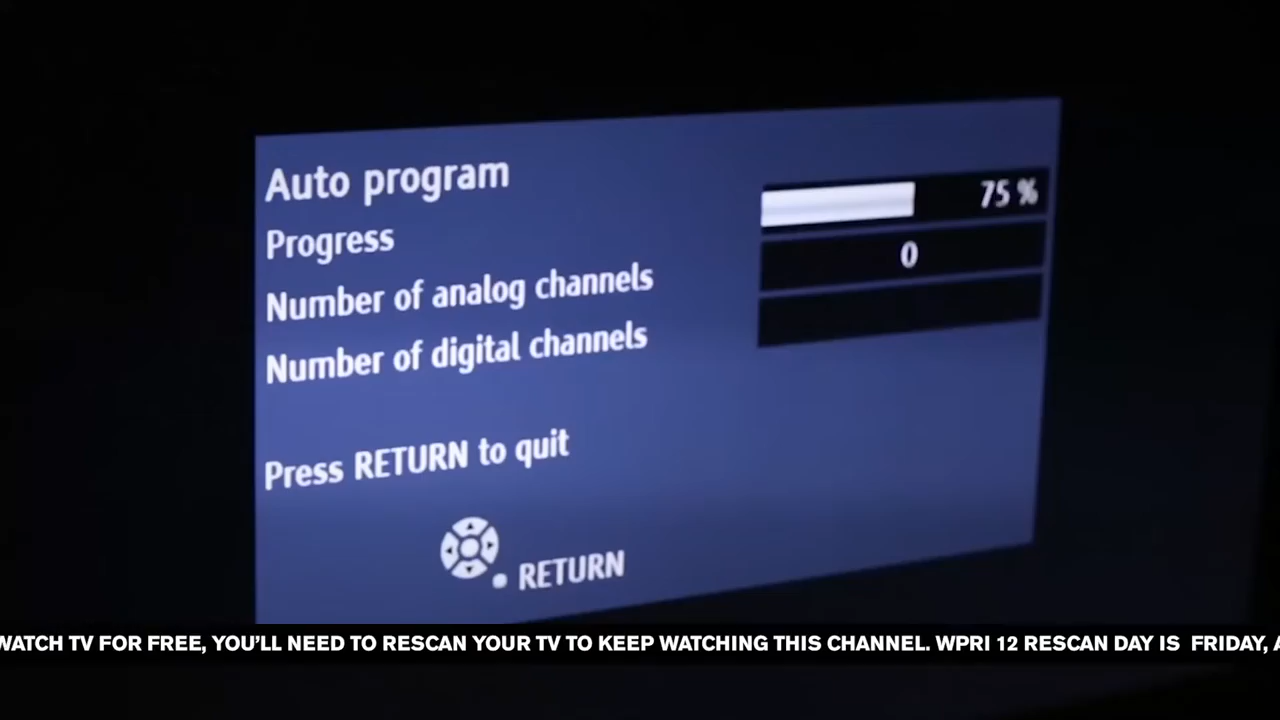 Auto program
Progress 75 %
Number of analog channels 0
Number of digital channels
Press RETURN to quit
RETURN
WATCH TV FOR FREE, YOU'LL NEED TO RESCAN YOUR TV TO KEEP WATCHING THIS CHANNEL. WPRI 12 RESCAN DAY IS FRIDAY,